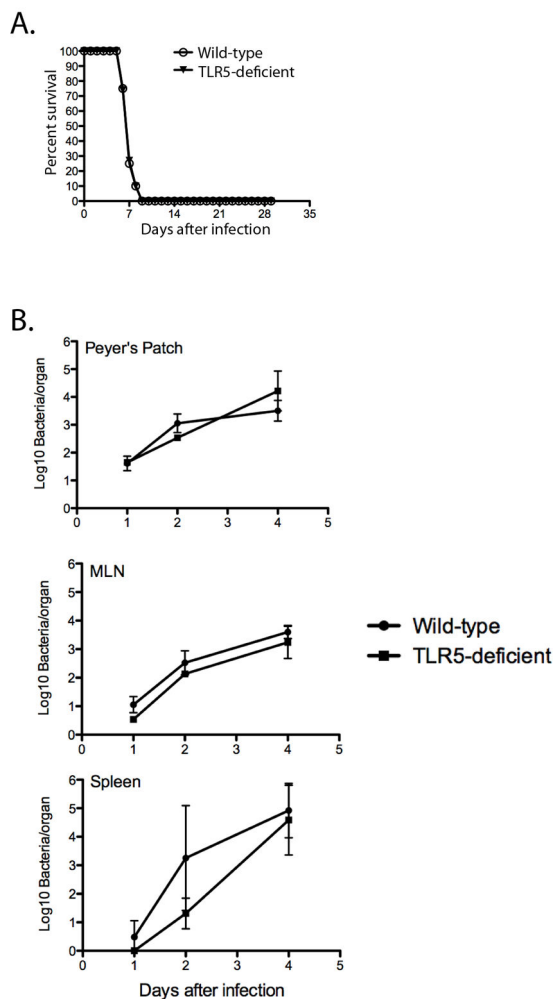 A.
Wild-type
TLR5-deficient
Percent survival
100
90
80
70
60
50
40
30
20
10
0
0 7 14 21 28 35
Days after infection
B.
Peyer's Patch
Log10 Bacteria/organ
6
5
4
3
2
1
0
0 1 2 3 4 5
MLN
Log10 Bacteria/organ
6
5
4
3
2
1
0
0 1 2 3 4 5
Wild-type
TLR5-deficient
Spleen
Log10 Bacteria/organ
6
5
4
3
2
1
0
0 1 2 3 4 5
Days after infection